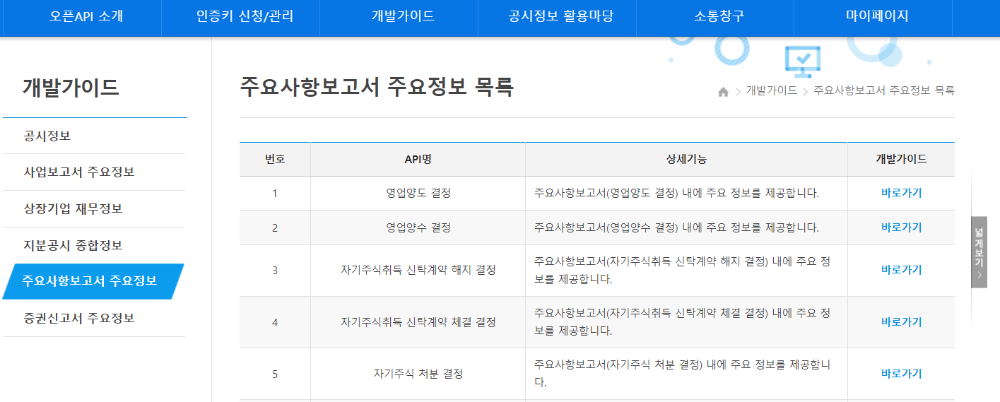 오픈API 소개 인증키 신청/관리 개발가이드 공시정보 활용마당 소통창구 마이페이지
개발가이드
공시정보
사업보고서 주요정보
상장기업 재무정보
지분공시 종합정보
주요사항보고서 주요정보
증권신고서 주요정보
주요사항보고서 주요정보 목록
개발가이드 > 주요사항보고서 주요정보 목록
번호 API명 상세기능 개발가이드
1 영업양도 결정 주요사항보고서(영업양도 결정) 내에 주요 정보를 제공합니다. 바로가기
2 영업양수 결정 주요사항보고서(영업양수 결정) 내에 주요 정보를 제공합니다. 바로가기
3 자기주식취득 신탁계약 해지 결정 주요사항보고서(자기주식취득 신탁계약 해지 결정) 내에 주요 정
보를 제공합니다. 바로가기
4 자기주식취득 신탁계약 체결 결정 주요사항보고서(자기주식취득 신탁계약 체결 결정) 내에 주요 정
보를 제공합니다. 바로가기
5 자기주식 처분 결정 주요사항보고서(자기주식 처분 결정) 내에 주요 정보를 제공합니
다. 바로가기
넓게보기 >